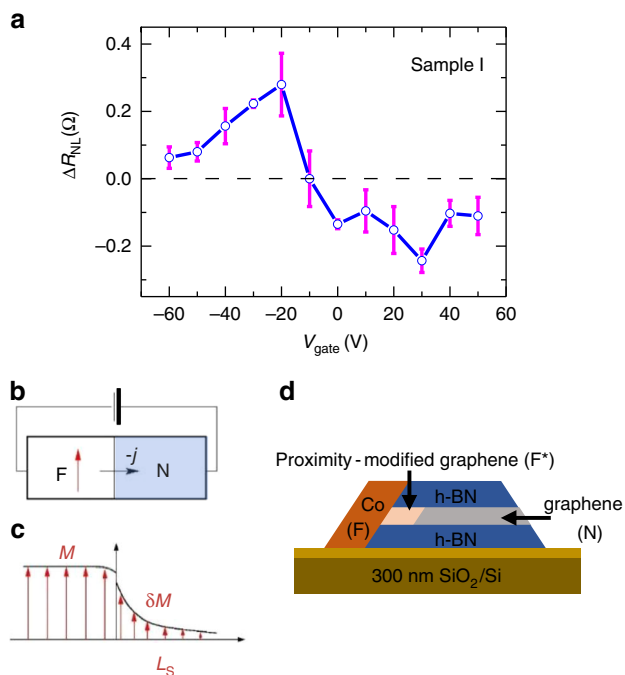 a
0.4
0.2
0.0
−0.2
ΔR_NL(Ω)
Sample I
−60 −40 −20 0 20 40 60
V_gate (V)
b
F
-j
N
c
M
δM
L_S
d
Proximity-modified graphene (F*)
Co
(F)
h-BN
h-BN
graphene
(N)
300 nm SiO₂/Si